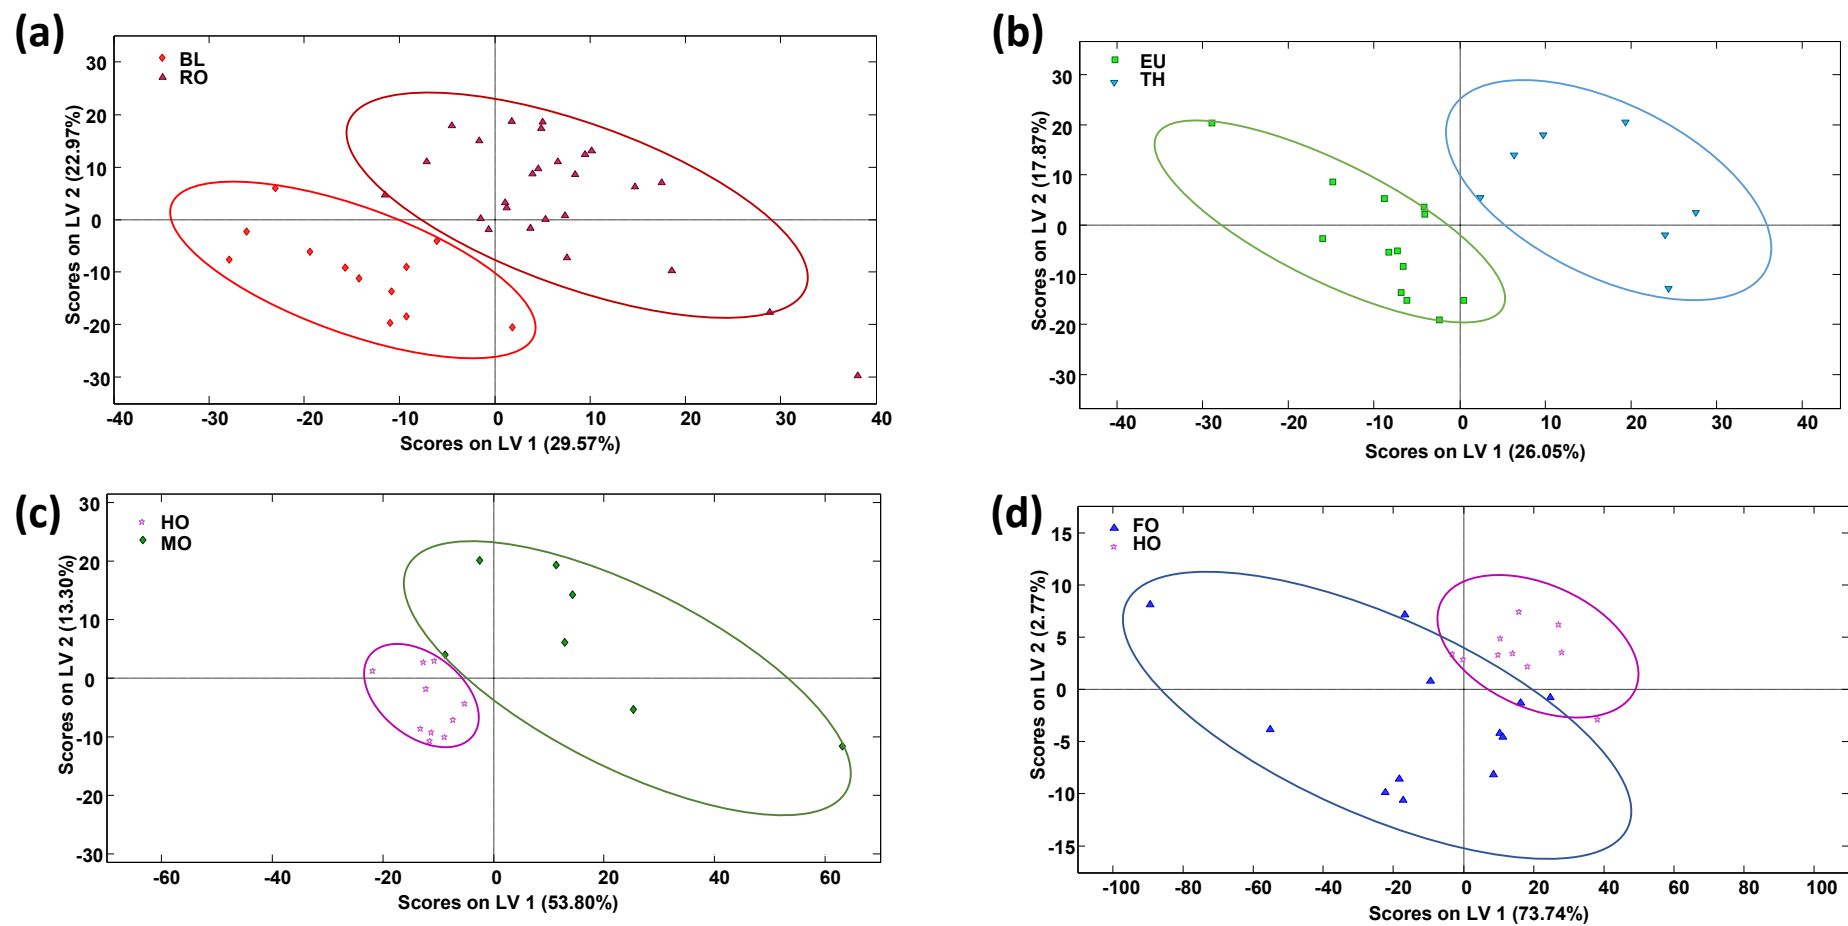 (a)
BL
RO
30
20
10
0
-10
-20
-30
Scores on LV 2 (22.97%)
-40 -30 -20 -10 0 10 20 30 40
Scores on LV 1 (29.57%)
(b)
EU
TH
30
20
10
0
-10
-20
-30
Scores on LV 2 (17.87%)
-40 -30 -20 -10 0 10 20 30 40
Scores on LV 1 (26.05%)
(c)
HO
MO
30
20
10
0
-10
-20
-30
Scores on LV 2 (13.30%)
-60 -40 -20 0 20 40 60
Scores on LV 1 (53.80%)
(d)
FO
HO
15
10
5
0
-5
-10
-15
Scores on LV 2 (2.77%)
-100 -80 -60 -40 -20 0 20 40 60 80 100
Scores on LV 1 (73.74%)